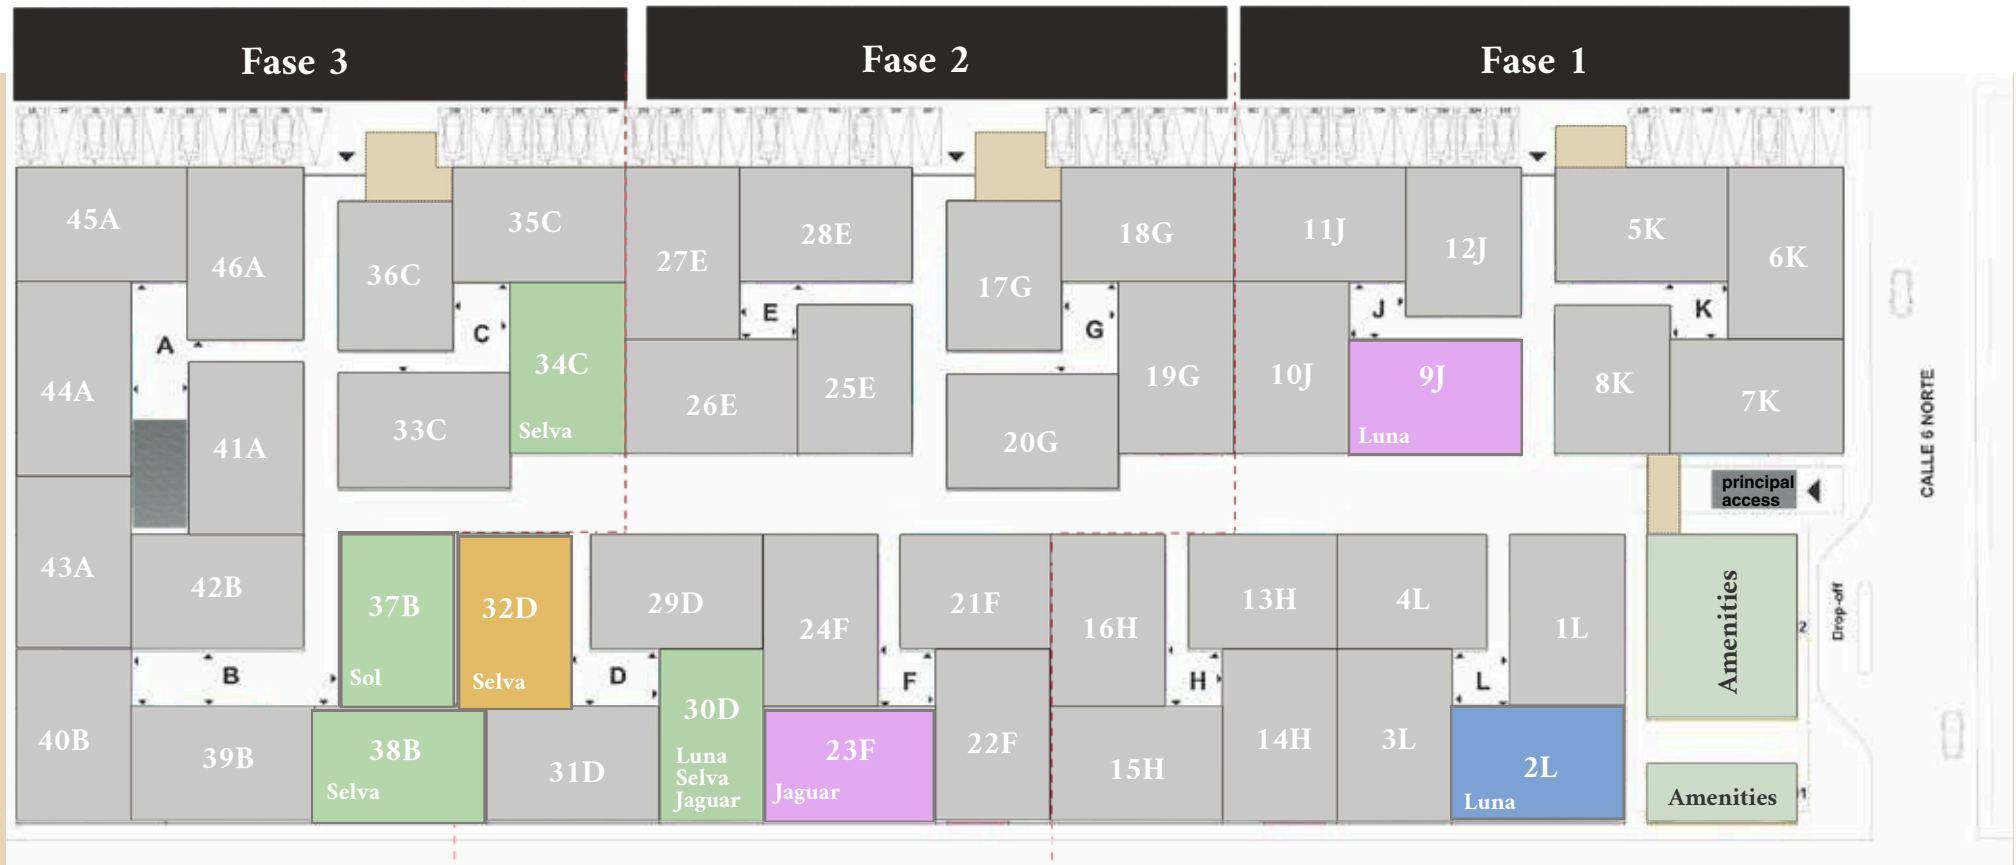 Fase 3
Fase 2
Fase 1
45A
46A
36C
35C
27E
28E
17G
18G
11J
12J
5K
6K
44A
A
C
34C
Selva
E
26E
25E
G
19G
10J
J
9J
Luna
K
8K
7K
33C
41A
20G
principal
access
CALLE 6 NORTE
43A
42B
37B
Sol
32D
Selva
29D
24F
21F
16H
13H
4L
1L
Amenities
2
Drop-off
B
D
F
H
L
40B
39B
38B
Selva
31D
30D
Luna
Selva
Jaguar
23F
Jaguar
22F
15H
14H
3L
2L
Luna
Amenities
1